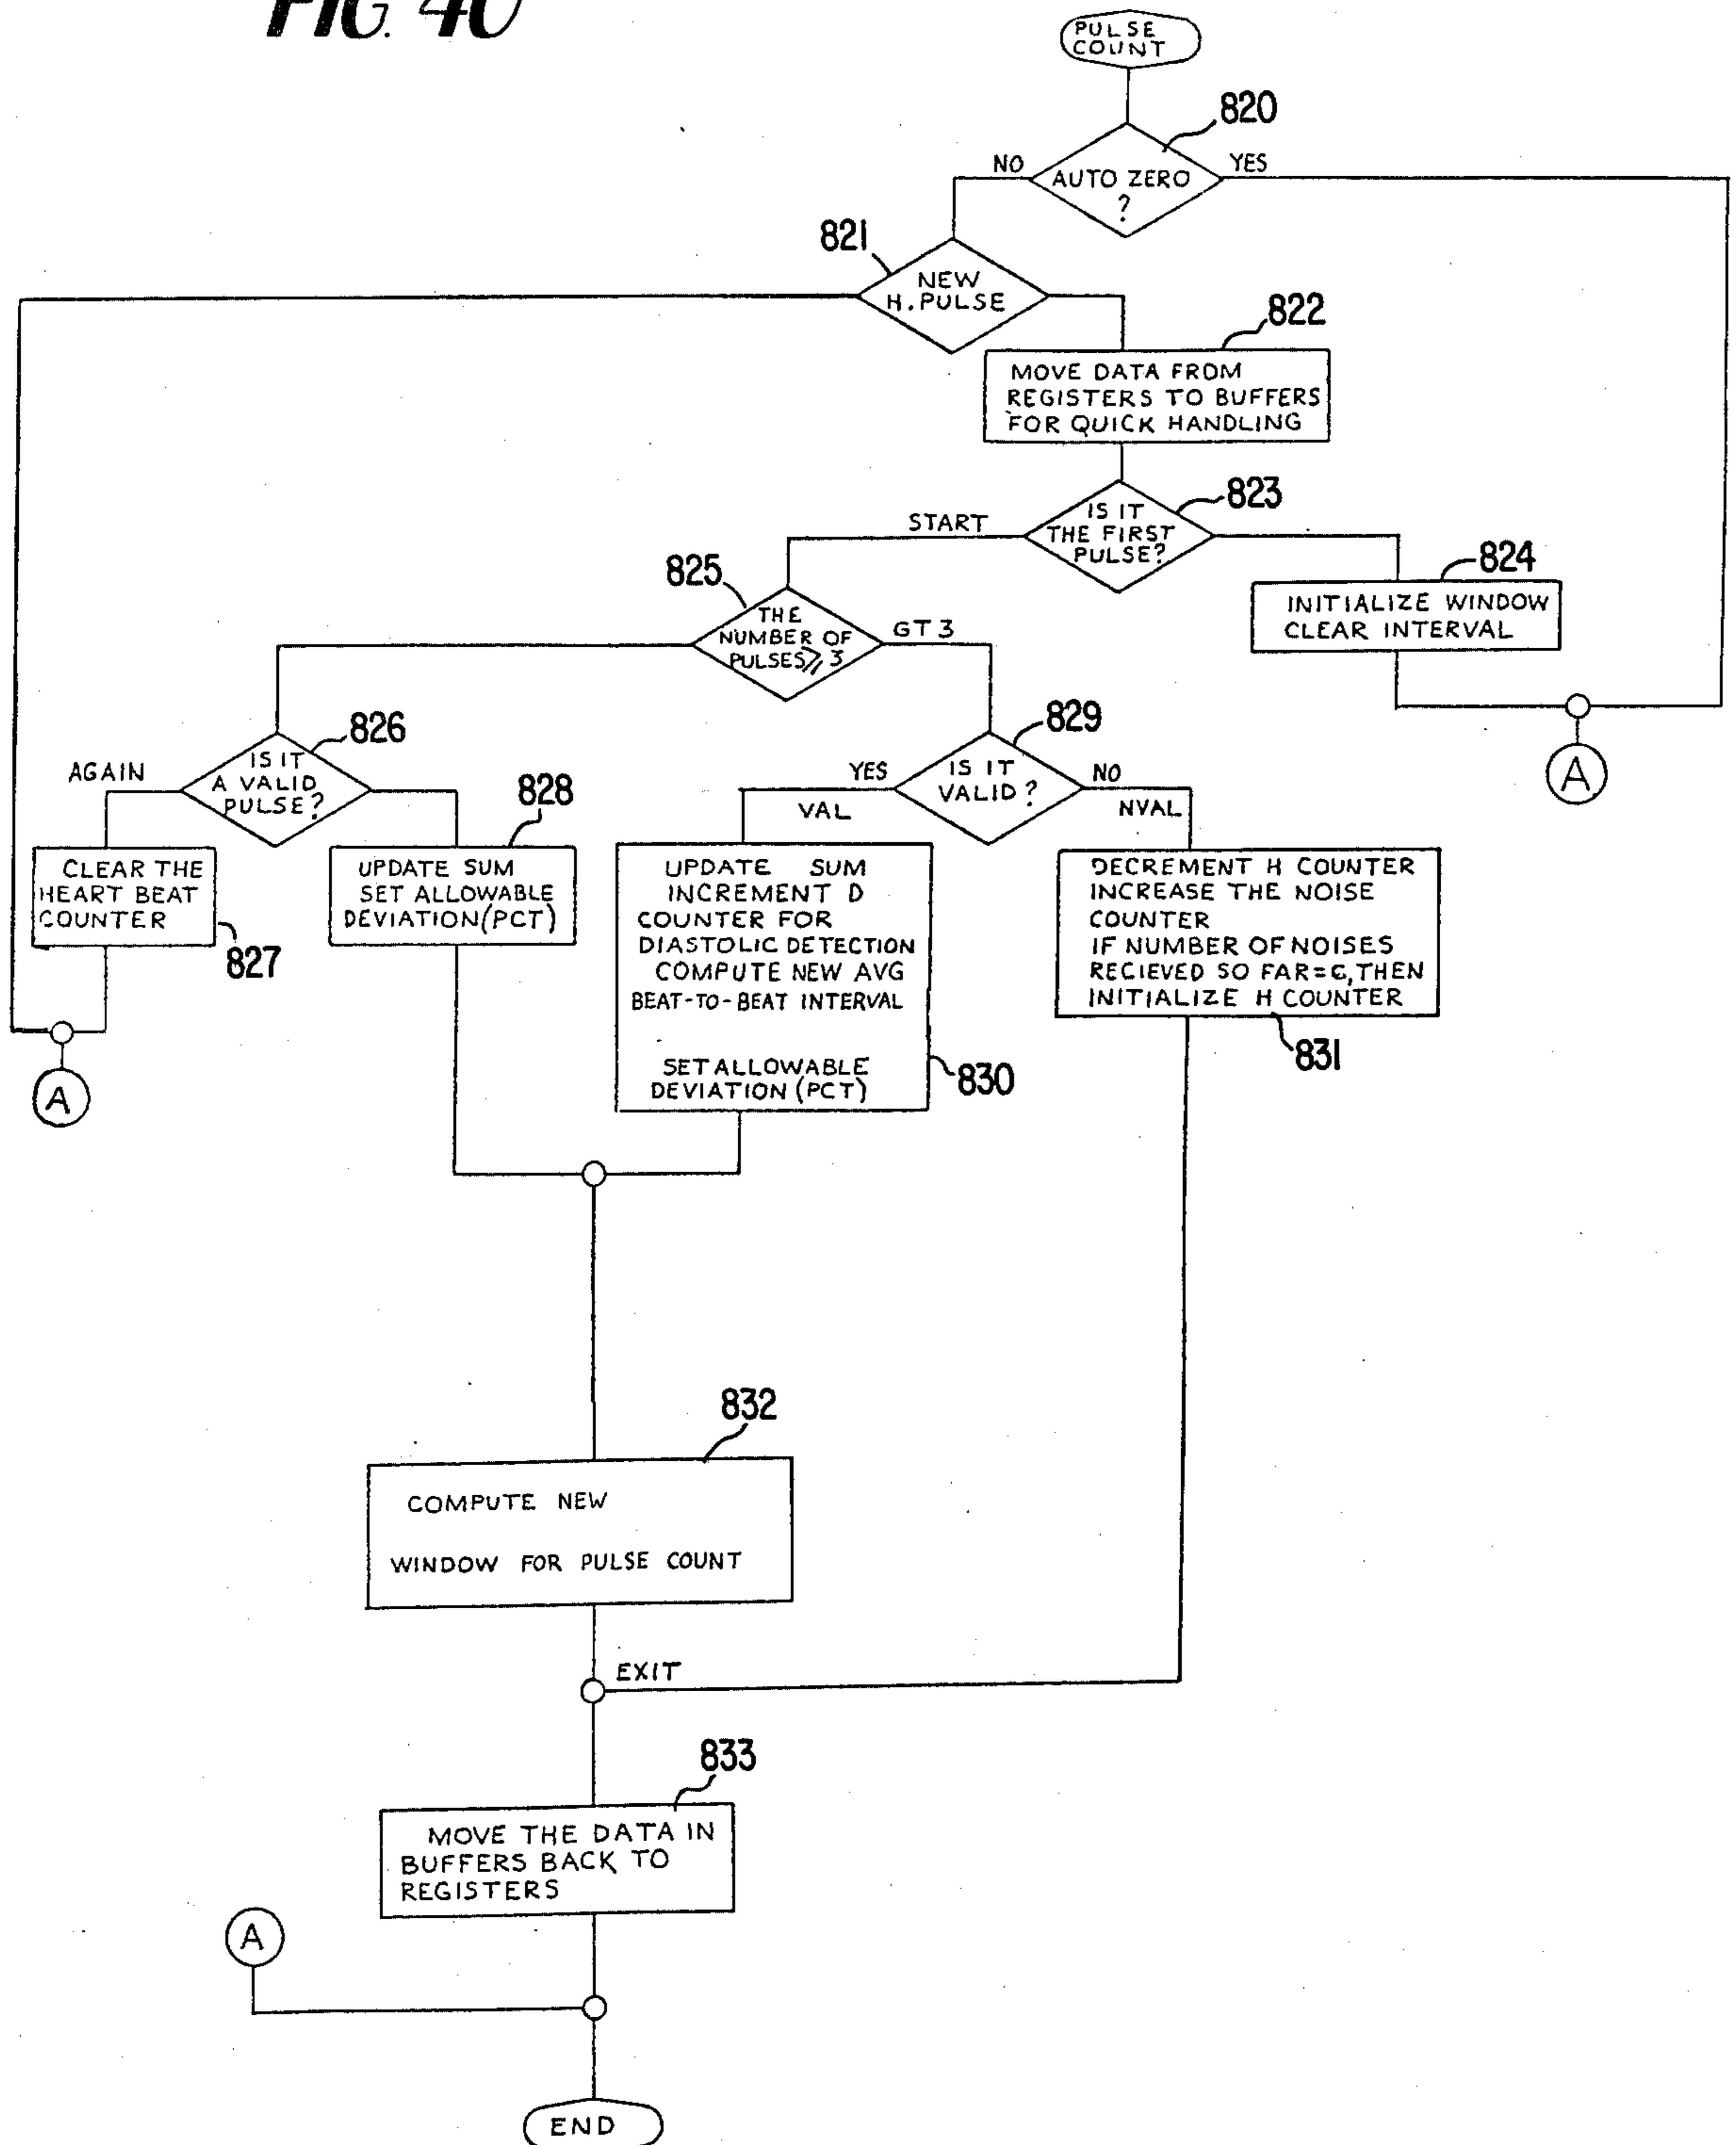 FIG. 40
PULSE
COUNT
820
NO
YES
AUTO ZERO
?
821
NEW
H. PULSE
822
MOVE DATA FROM
REGISTERS TO BUFFERS
FOR QUICK HANDLING
823
START
IS IT
THE FIRST
PULSE?
824
INITIALIZE WINDOW
CLEAR INTERVAL
825
THE
NUMBER OF
PULSES ⩾ 3
GT 3
A
826
AGAIN
IS IT
A VALID
PULSE?
829
YES
NO
IS IT
VALID?
VAL
NVAL
828
CLEAR THE
HEART BEAT
COUNTER
827
UPDATE SUM
SET ALLOWABLE
DEVIATION (PCT)
UPDATE SUM
INCREMENT D
COUNTER FOR
DIASTOLIC DETECTION
COMPUTE NEW AVG
BEAT-TO-BEAT INTERVAL
SET ALLOWABLE
DEVIATION (PCT)
830
DECREMENT H COUNTER
INCREASE THE NOISE
COUNTER
IF NUMBER OF NOISES
RECIEVED SO FAR = , THEN
INITIALIZE H COUNTER
831
A
832
COMPUTE NEW
WINDOW FOR PULSE COUNT
EXIT
833
MOVE THE DATA IN
BUFFERS BACK TO
REGISTERS
A
END